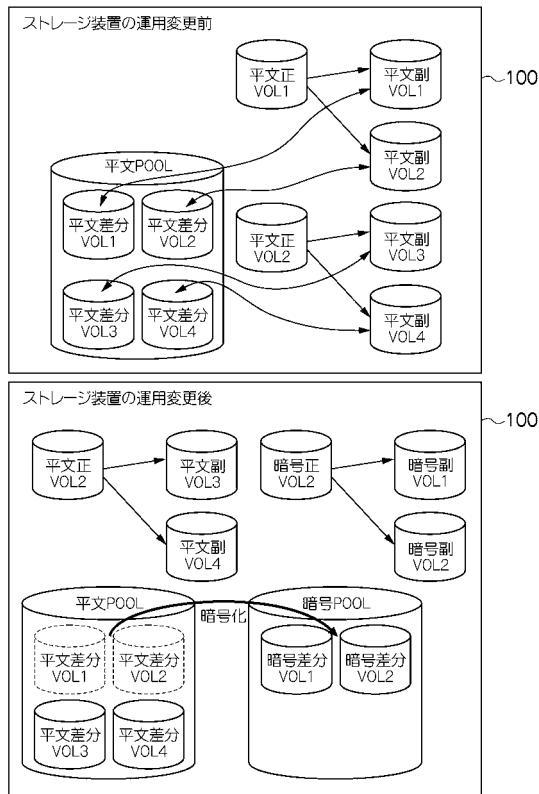 ストレージ装置の運用変更前
平文正
VOL1
平文副
VOL1
100
平文副
VOL2
平文POOL
平文差分
VOL1
平文差分
VOL2
平文正
VOL2
平文副
VOL3
平文差分
VOL3
平文差分
VOL4
平文副
VOL4
ストレージ装置の運用変更後
100
平文正
VOL2
平文副
VOL3
暗号正
VOL2
暗号副
VOL1
平文副
VOL4
暗号副
VOL2
平文POOL
暗号化
暗号POOL
平文差分
VOL1
平文差分
VOL2
暗号差分
VOL1
暗号差分
VOL2
平文差分
VOL3
平文差分
VOL4